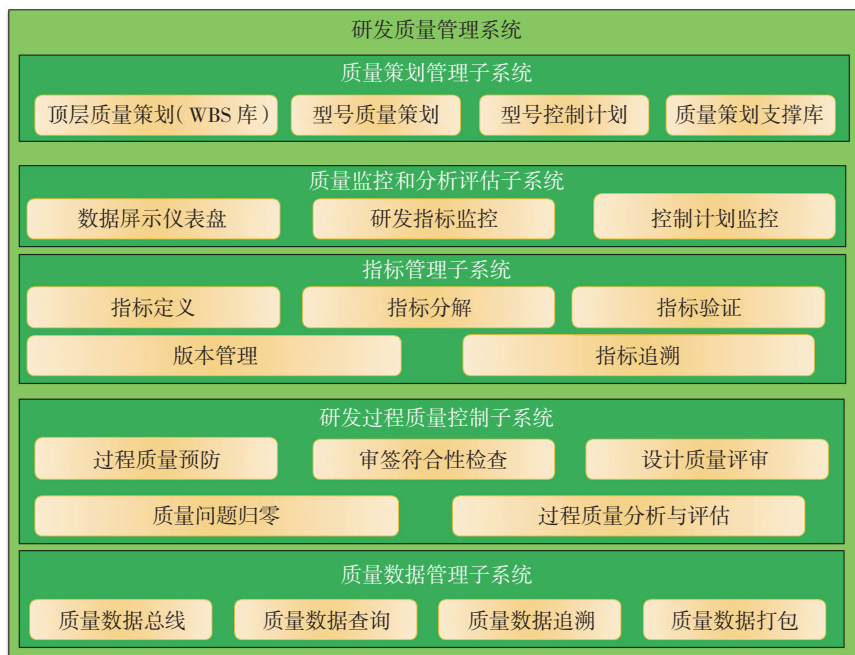 研发质量管理系统
质量策划管理子系统
顶层质量策划( WBS 库 ) 型号质量策划 型号控制计划 质量策划支撑库
质量监控和分析评估子系统
数据屏示仪表盘 研发指标监控 控制计划监控
指标管理子系统
指标定义 指标分解 指标验证
版本管理 指标追溯
研发过程质量控制子系统
过程质量预防 审签符合性检查 设计质量评审
质量问题归零 过程质量分析与评估
质量数据管理子系统
质量数据总线 质量数据查询 质量数据追溯 质量数据打包